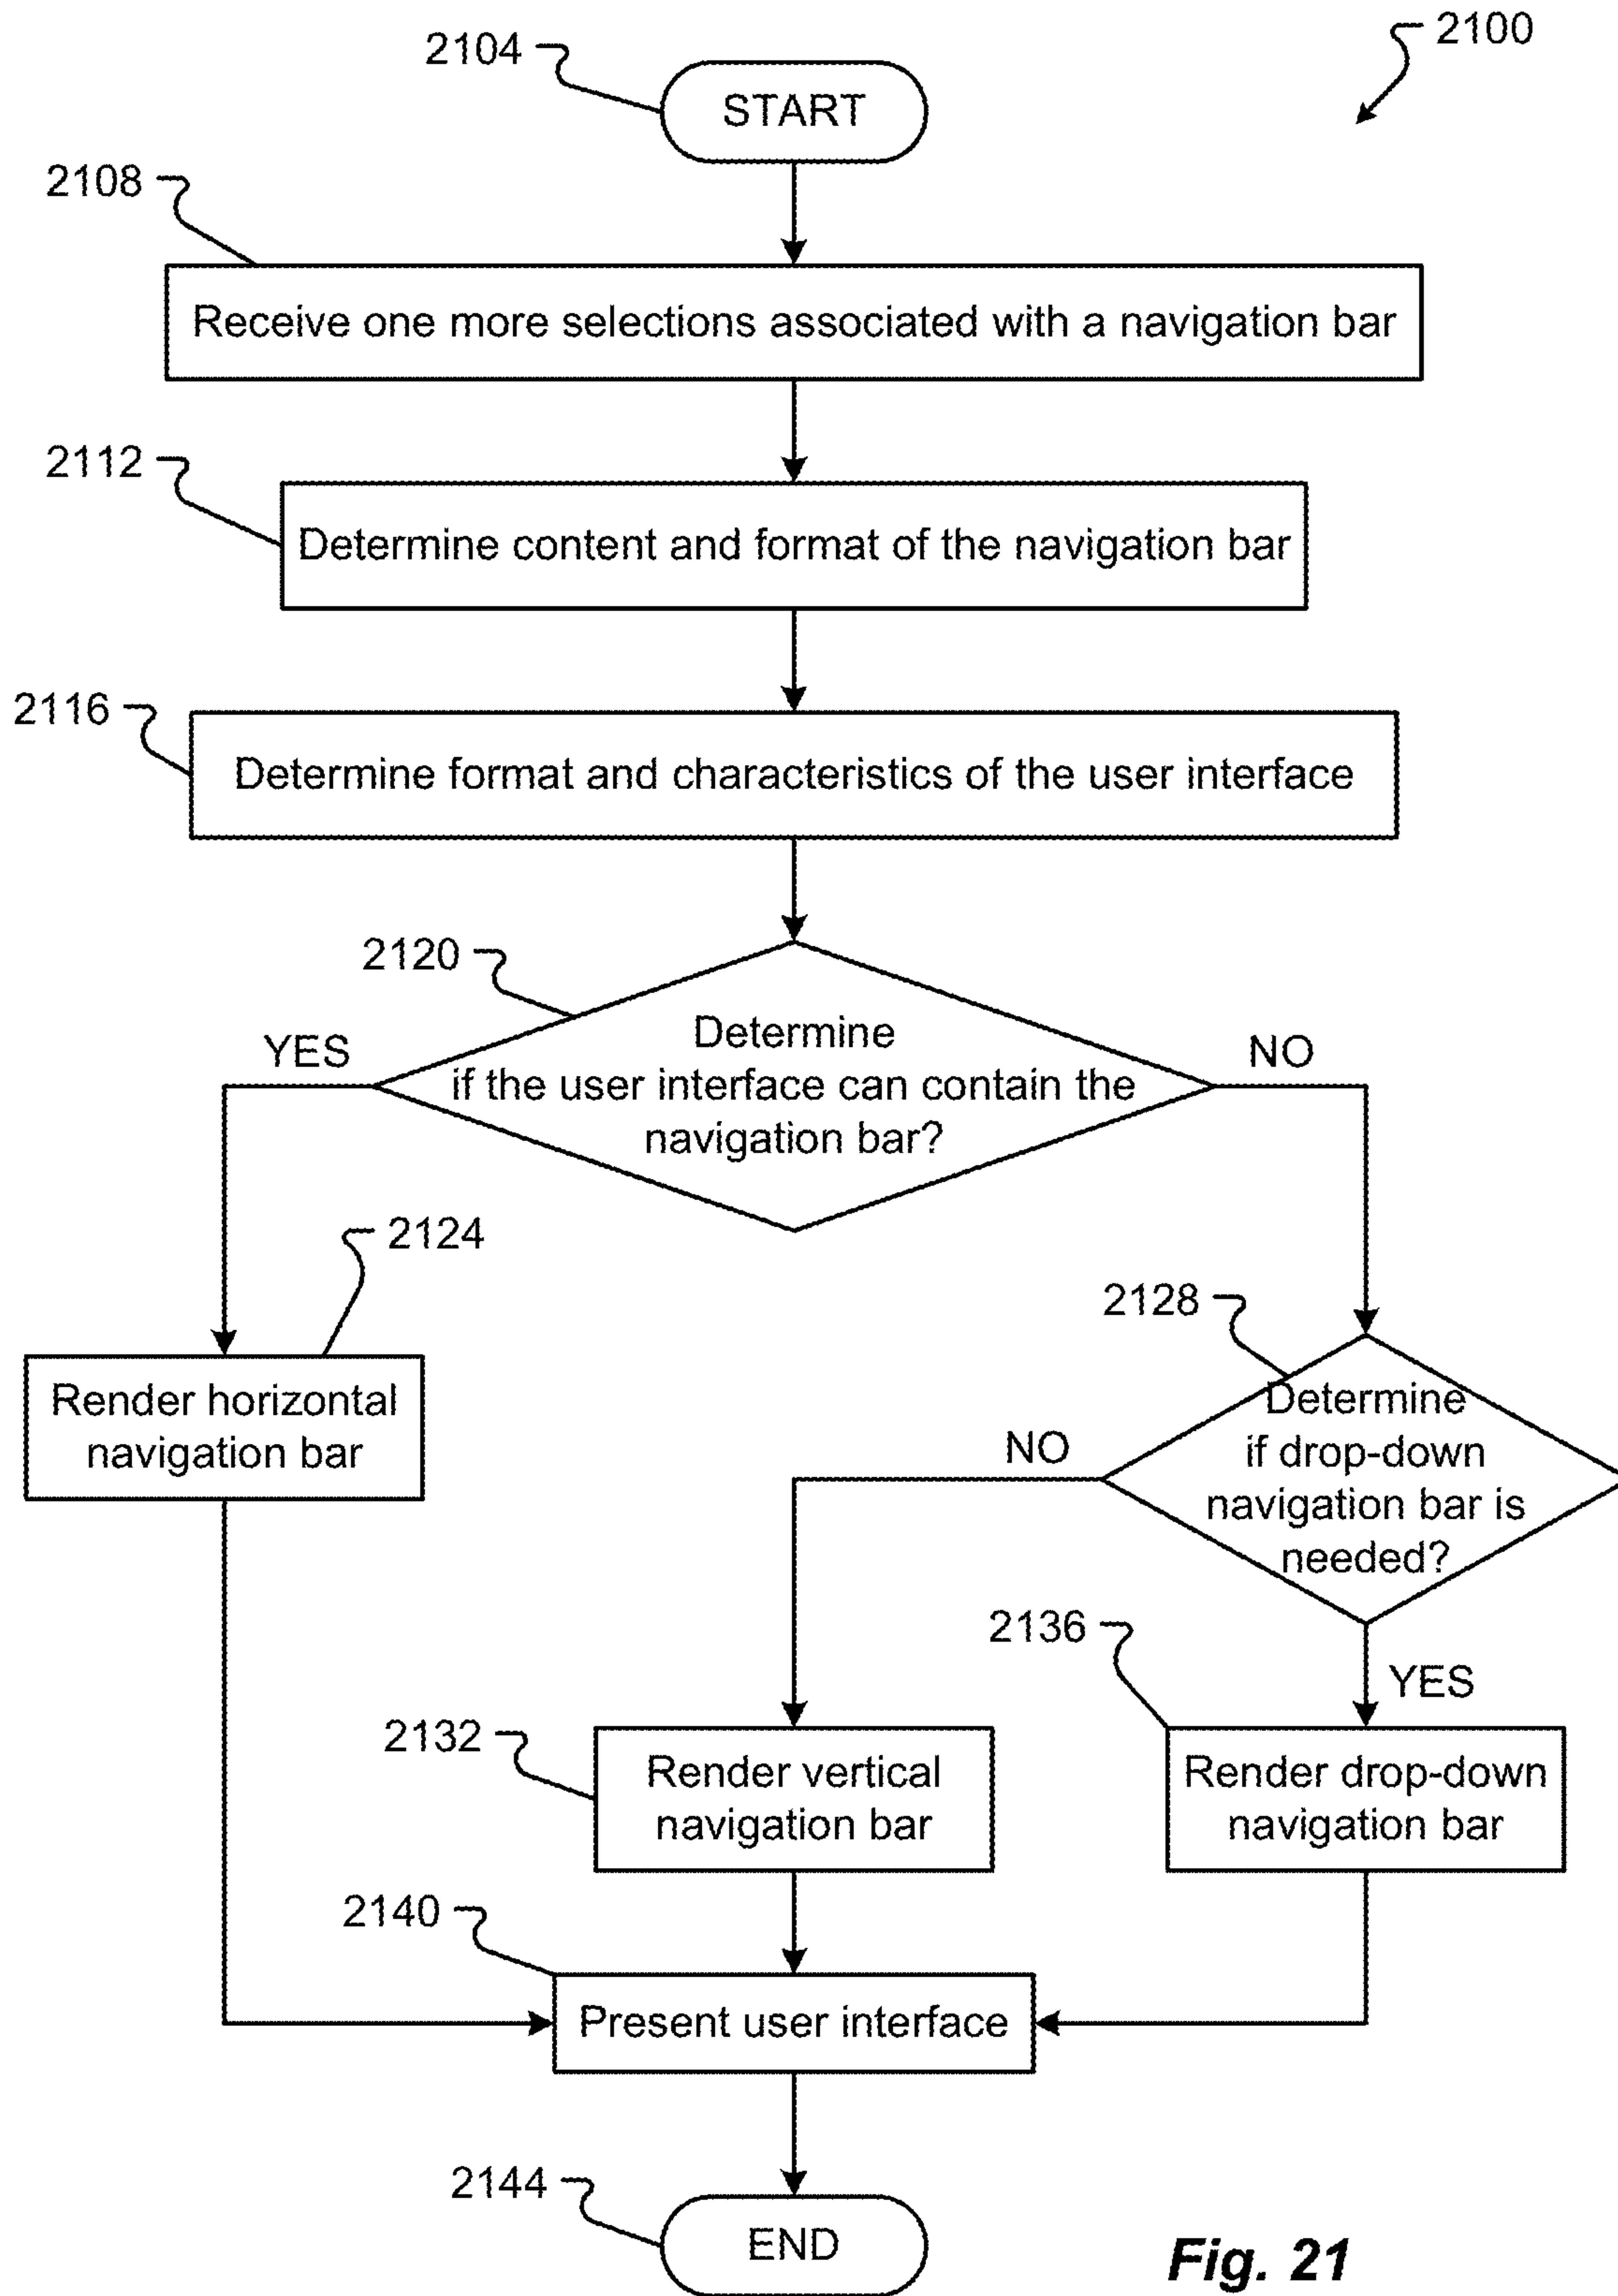 2100
2104
START
2108
Receive one more selections associated with a navigation bar
2112
Determine content and format of the navigation bar
2116
Determine format and characteristics of the user interface
2120
Determine
if the user interface can contain the
navigation bar?
YES
NO
2124
Render horizontal
navigation bar
2128
Determine
if drop-down
navigation bar is
needed?
NO
YES
2132
Render vertical
navigation bar
2136
Render drop-down
navigation bar
2140
Present user interface
2144
END
Fig. 21